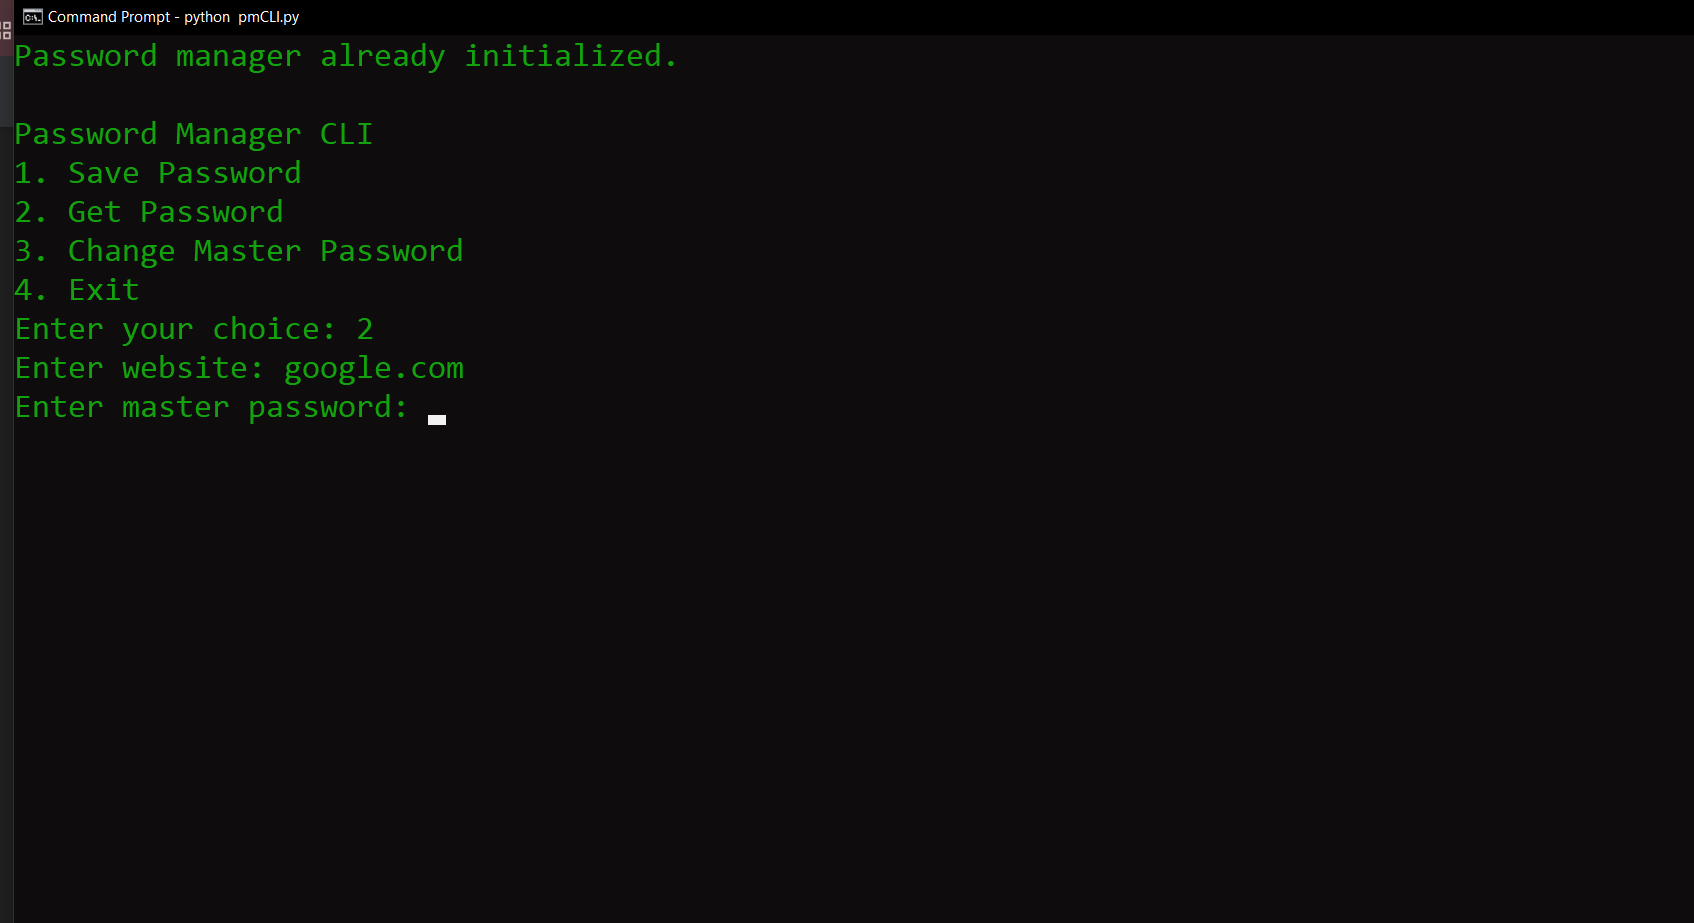 Command Prompt - python  pmCLI.py
Password manager already initialized.
Password Manager CLI
1. Save Password
2. Get Password
3. Change Master Password
4. Exit
Enter your choice: 2
Enter website: google.com
Enter master password: